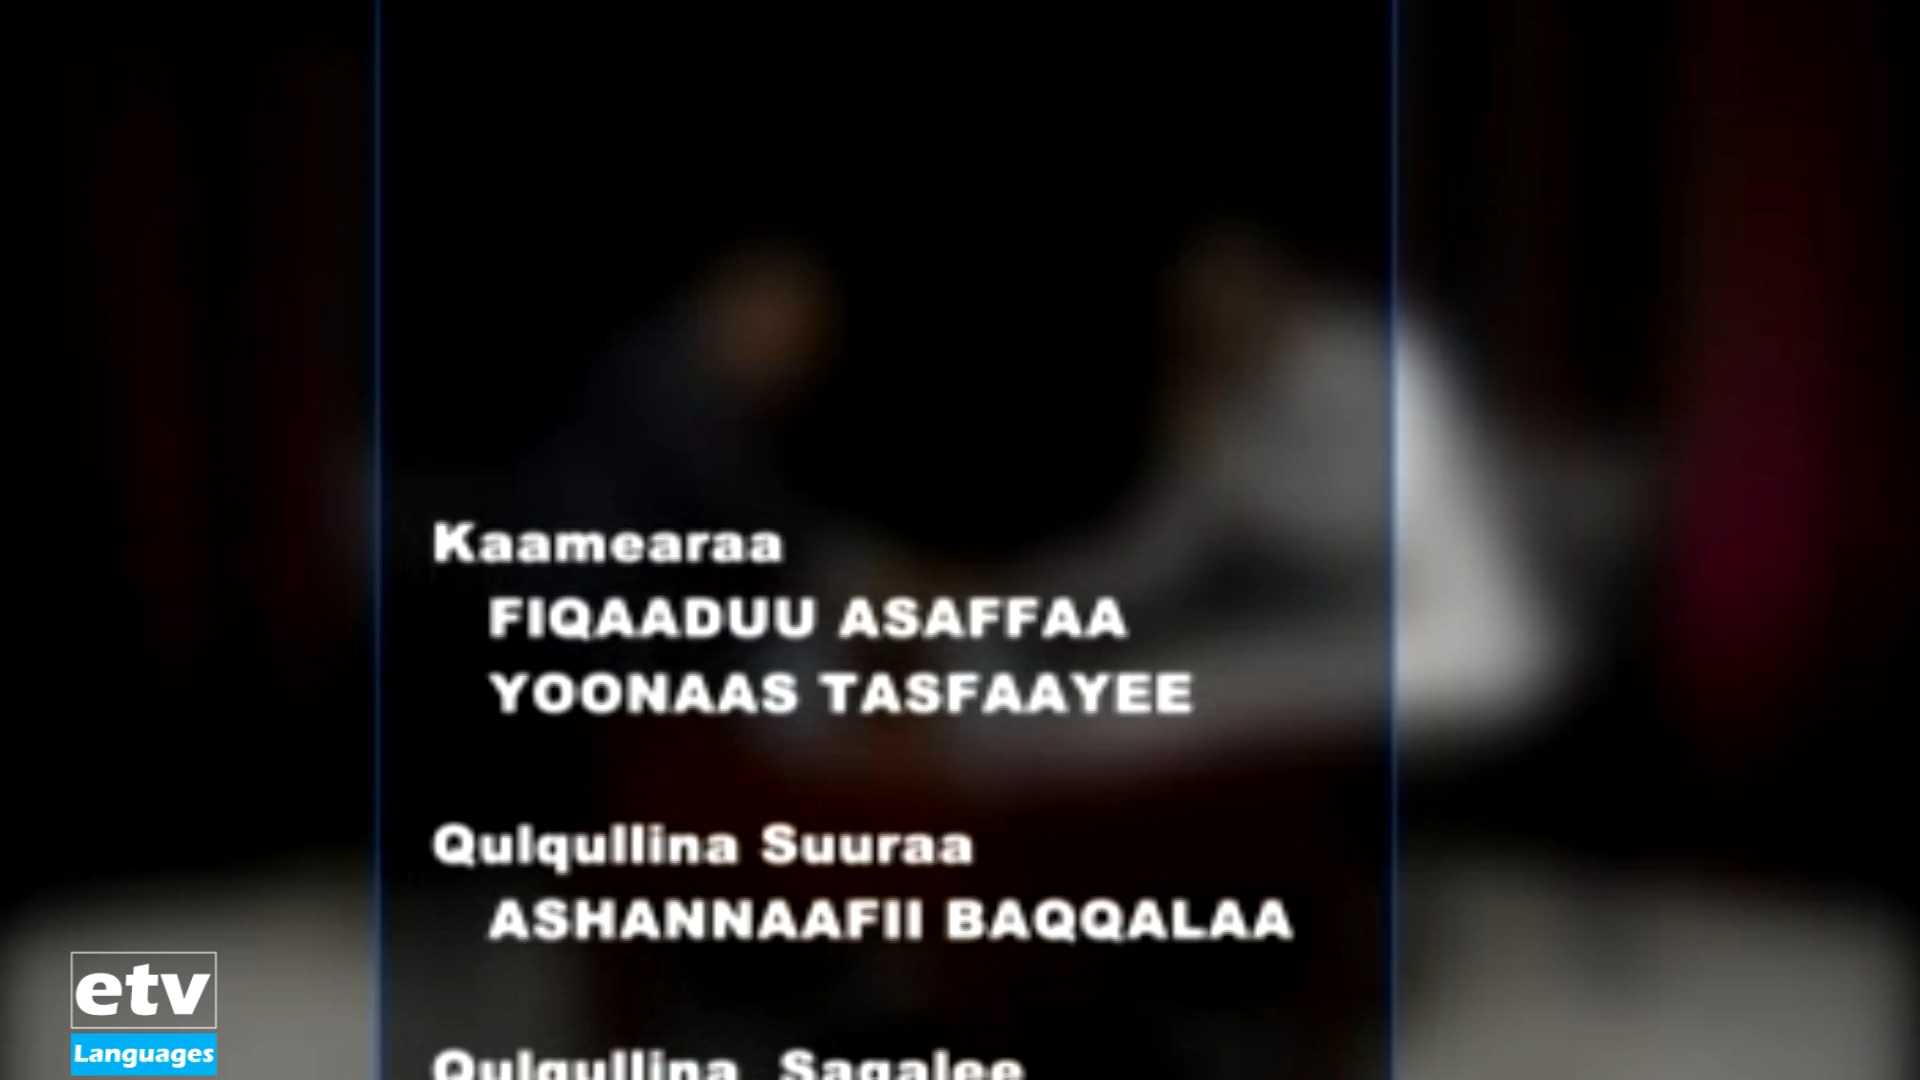 Kaamearaa
FIQAADUU ASAFFAA
YOONAAS TASFAAYEE
Qulqullina Suuraa
ASHANNAAFII BAQQALAA
Qulqullina Sagalee
etv
Languages